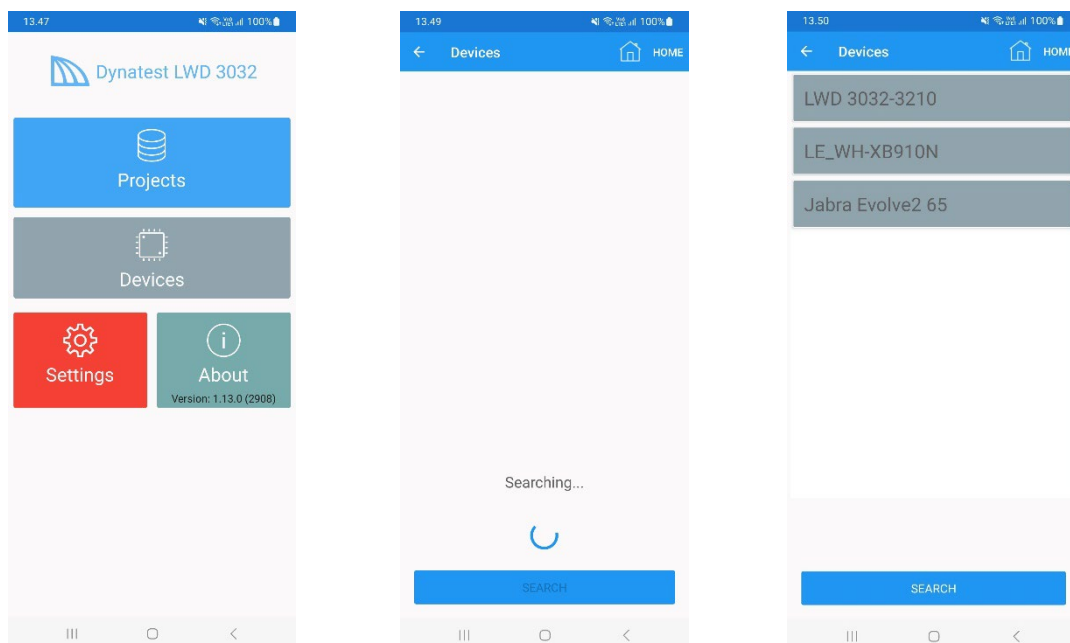 13.47 100%
Dynatest LWD 3032
Projects
Devices
Settings
About
Version: 1.13.0 (2908)
13.49 100%
Devices HOME
Searching...
SEARCH
13.50 100%
Devices HOME
LWD 3032-3210
LE_WH-XB910N
Jabra Evolve2 65
SEARCH